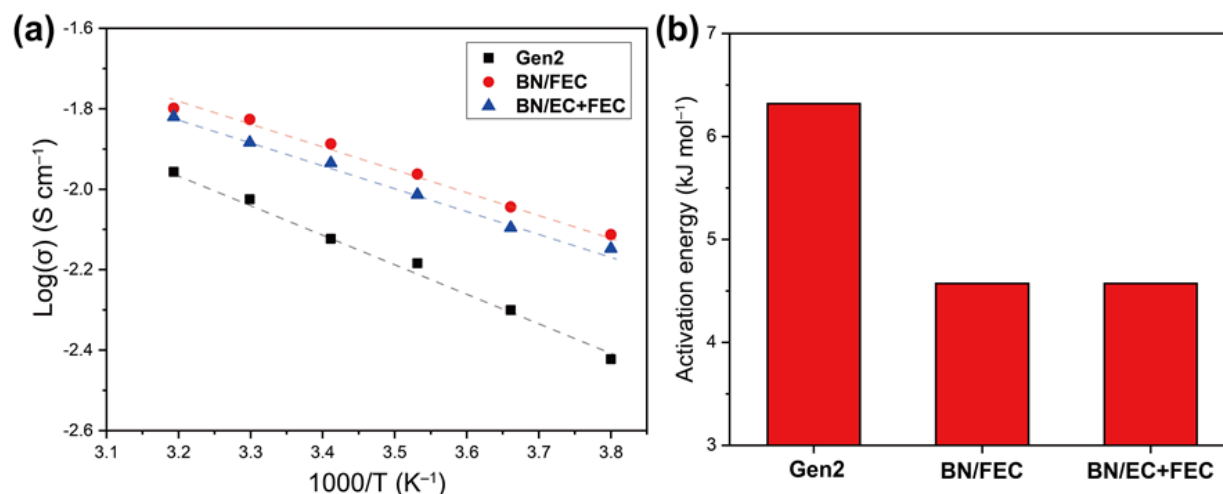 (a)
-1.6
-1.8
-2.0
-2.2
-2.4
-2.6
Log(σ) (S cm⁻¹)
Gen2
BN/FEC
BN/EC+FEC
3.1 3.2 3.3 3.4 3.5 3.6 3.7 3.8
1000/T (K⁻¹)
(b)
7
6
5
4
3
Activation energy (kJ mol⁻¹)
Gen2 BN/FEC BN/EC+FEC